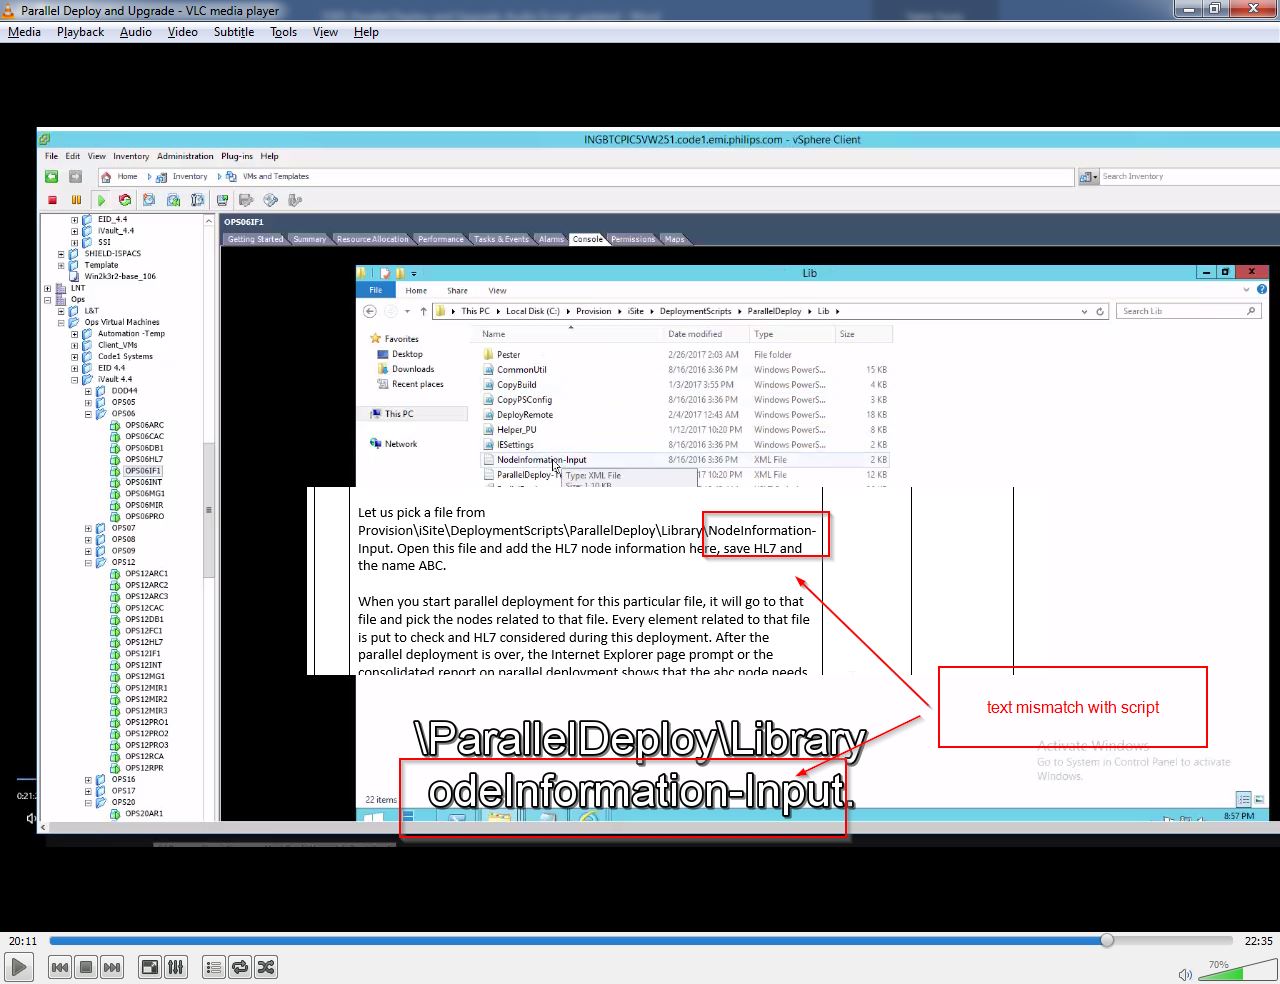 Parallel Deploy and Upgrade - VLC media player
Media Playback Audio Video Subtitle Tools View Help
INGBTCPIC5VW251.code1.emi.philips.com - vSphere Client
File Edit View Inventory Administration Plug-ins Help
Home Inventory VMs and Templates
Search Inventory
EID_4.4
iVault_4.4
SSI
SHIELD-ISPACS
Template
Win2k3r2-base_106
LNT
Ops
L&T
Ops Virtual Machines
Automation -Temp
Client_VMs
Code1 Systems
EID 4.4
iVault 4.4
DOD44
OPS05
OPS06
OPS06ARC
OPS06CAC
OPS06DB1
OPS06HL7
OPS06IF1
OPS06INT
OPS06MG1
OPS06MIR
OPS06PRO
OPS07
OPS08
OPS09
OPS12
OPS12ARC1
OPS12ARC2
OPS12ARC3
OPS12CAC
OPS12DB1
OPS12FC1
OPS12HL7
OPS12IF1
OPS12INT
OPS12MG1
OPS12MIR1
OPS12MIR2
OPS12MIR3
OPS12PRO1
OPS12PRO2
OPS12PRO3
OPS12RCA
OPS12RPR
OPS16
OPS17
OPS20
OPS20AR1
OPS06IF1
Getting Started Summary Resource Allocation Performance Tasks & Events Alarms Console Permissions Maps
Lib
File Home Share View
This PC Local Disk (C:) Provision iSite DeploymentScripts ParallelDeploy Lib
Search Lib
Favorites
Desktop
Downloads
Recent places
This PC
Network
Name Date modified Type Size
Pester 2/26/2017 2:03 AM File folder
CommonUtil 8/16/2016 3:36 PM Windows PowerS... 15 KB
CopyBuild 1/3/2017 3:55 PM Windows PowerS... 4 KB
CopyPSConfig 8/16/2016 3:36 PM Windows PowerS... 3 KB
DeployRemote 2/4/2017 12:43 AM Windows PowerS... 18 KB
Helper_PU 1/12/2017 10:20 PM Windows PowerS... 8 KB
IESettings 8/16/2016 3:36 PM Windows PowerS... 2 KB
NodeInformation-Input 8/16/2016 3:36 PM XML File 2 KB
ParallelDeploy- 17 10:20 PM XML File 12 KB
Type: XML File
Size: 1.10 KB
Let us pick a file from
Provision\iSite\DeploymentScripts\ParallelDeploy\Library\NodeInformation-
Input. Open this file and add the HL7 node information here, save HL7 and
the name ABC.
When you start parallel deployment for this particular file, it will go to that
file and pick the nodes related to that file. Every element related to that file
is put to check and HL7 considered during this deployment. After the
parallel deployment is over, the Internet Explorer page prompt or the
consolidated report on parallel deployment shows that the abc node needs
text mismatch with script
\ParallelDeploy\Library
odeInformation-Input.
Activate Windows
Go to System in Control Panel to activate
Windows.
22 items
8:57 PM
20:11
22:35
70%